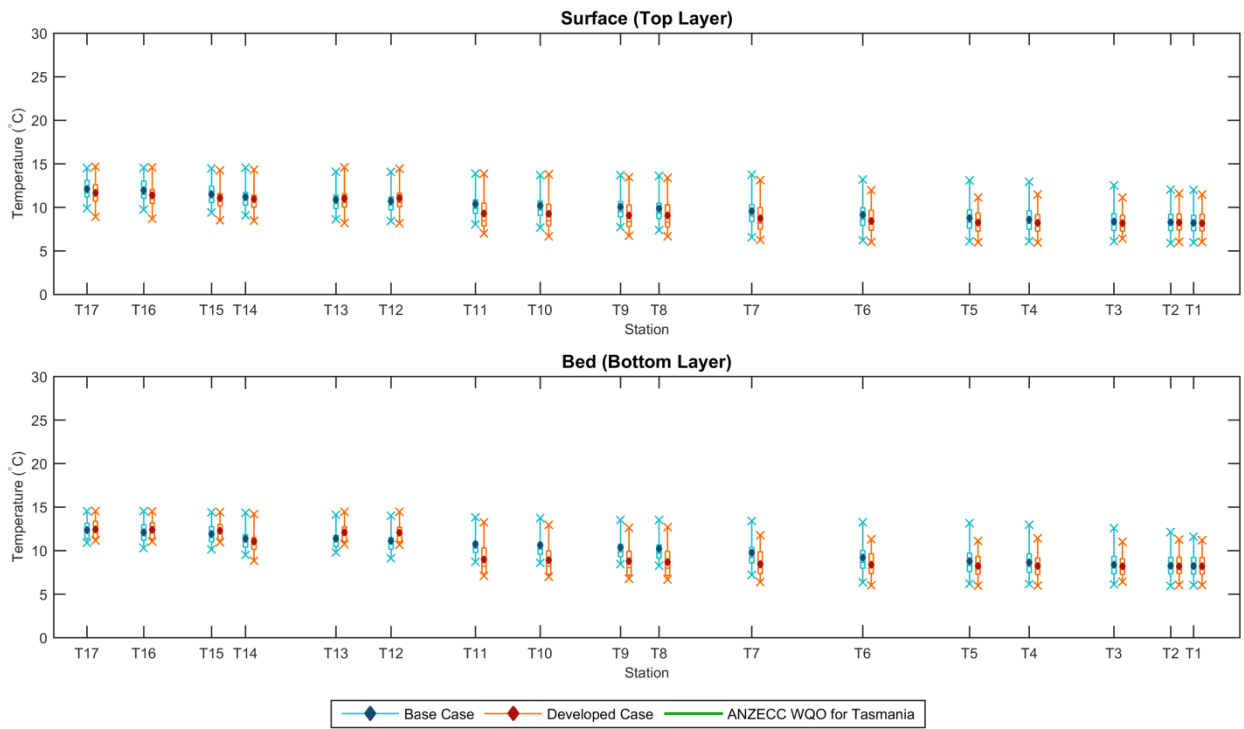 Surface (Top Layer)
30
25
20
15
10
5
0
Temperature (°C)
T17 T16 T15 T14 T13 T12 T11 T10 T9 T8 T7 T6 T5 T4 T3 T2 T1
Station
Bed (Bottom Layer)
30
25
20
15
10
5
0
Temperature (°C)
T17 T16 T15 T14 T13 T12 T11 T10 T9 T8 T7 T6 T5 T4 T3 T2 T1
Station
Base Case Developed Case ANZECC WQO for Tasmania